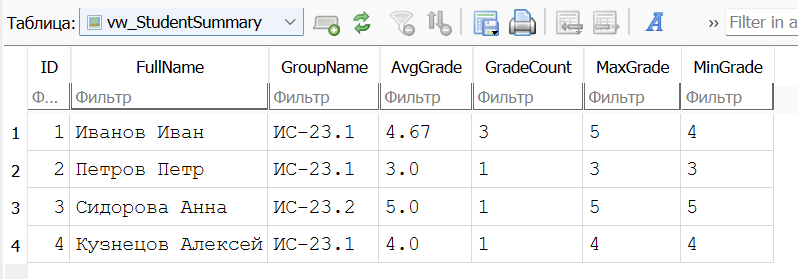 Таблица: vw_StudentSummary » Filter in a
ID FullName GroupName AvgGrade GradeCount MaxGrade MinGrade
Ф... Фильтр Фильтр Фильтр Фильтр Фильтр Фильтр
1 1 Иванов Иван ИС-23.1 4.67 3 5 4
2 2 Петров Петр ИС-23.1 3.0 1 3 3
3 3 Сидорова Анна ИС-23.2 5.0 1 5 5
4 4 Кузнецов Алексей ИС-23.1 4.0 1 4 4